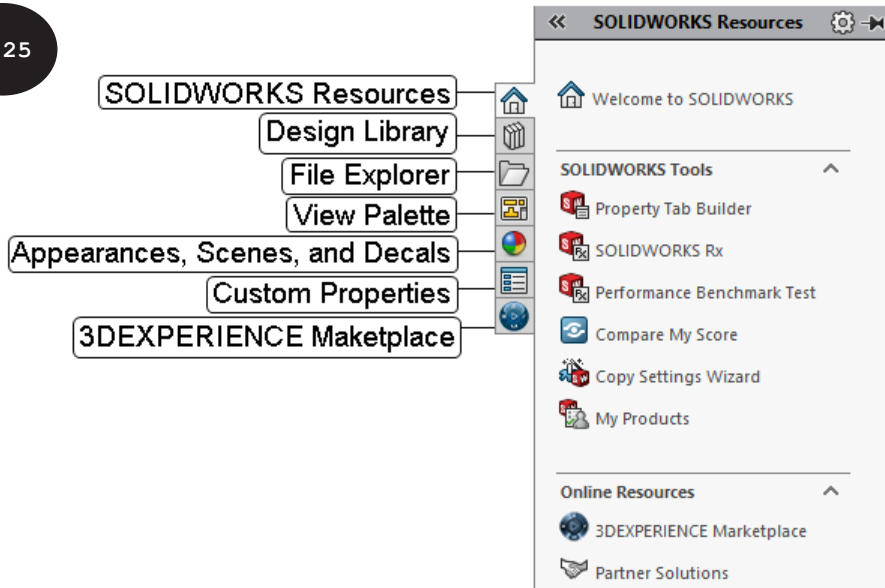 25
SOLIDWORKS Resources
Design Library
File Explorer
View Palette
Appearances, Scenes, and Decals
Custom Properties
3DEXPERIENCE Maketplace
SOLIDWORKS Resources
Welcome to SOLIDWORKS
SOLIDWORKS Tools
Property Tab Builder
SOLIDWORKS Rx
Performance Benchmark Test
Compare My Score
Copy Settings Wizard
My Products
Online Resources
3DEXPERIENCE Marketplace
Partner Solutions